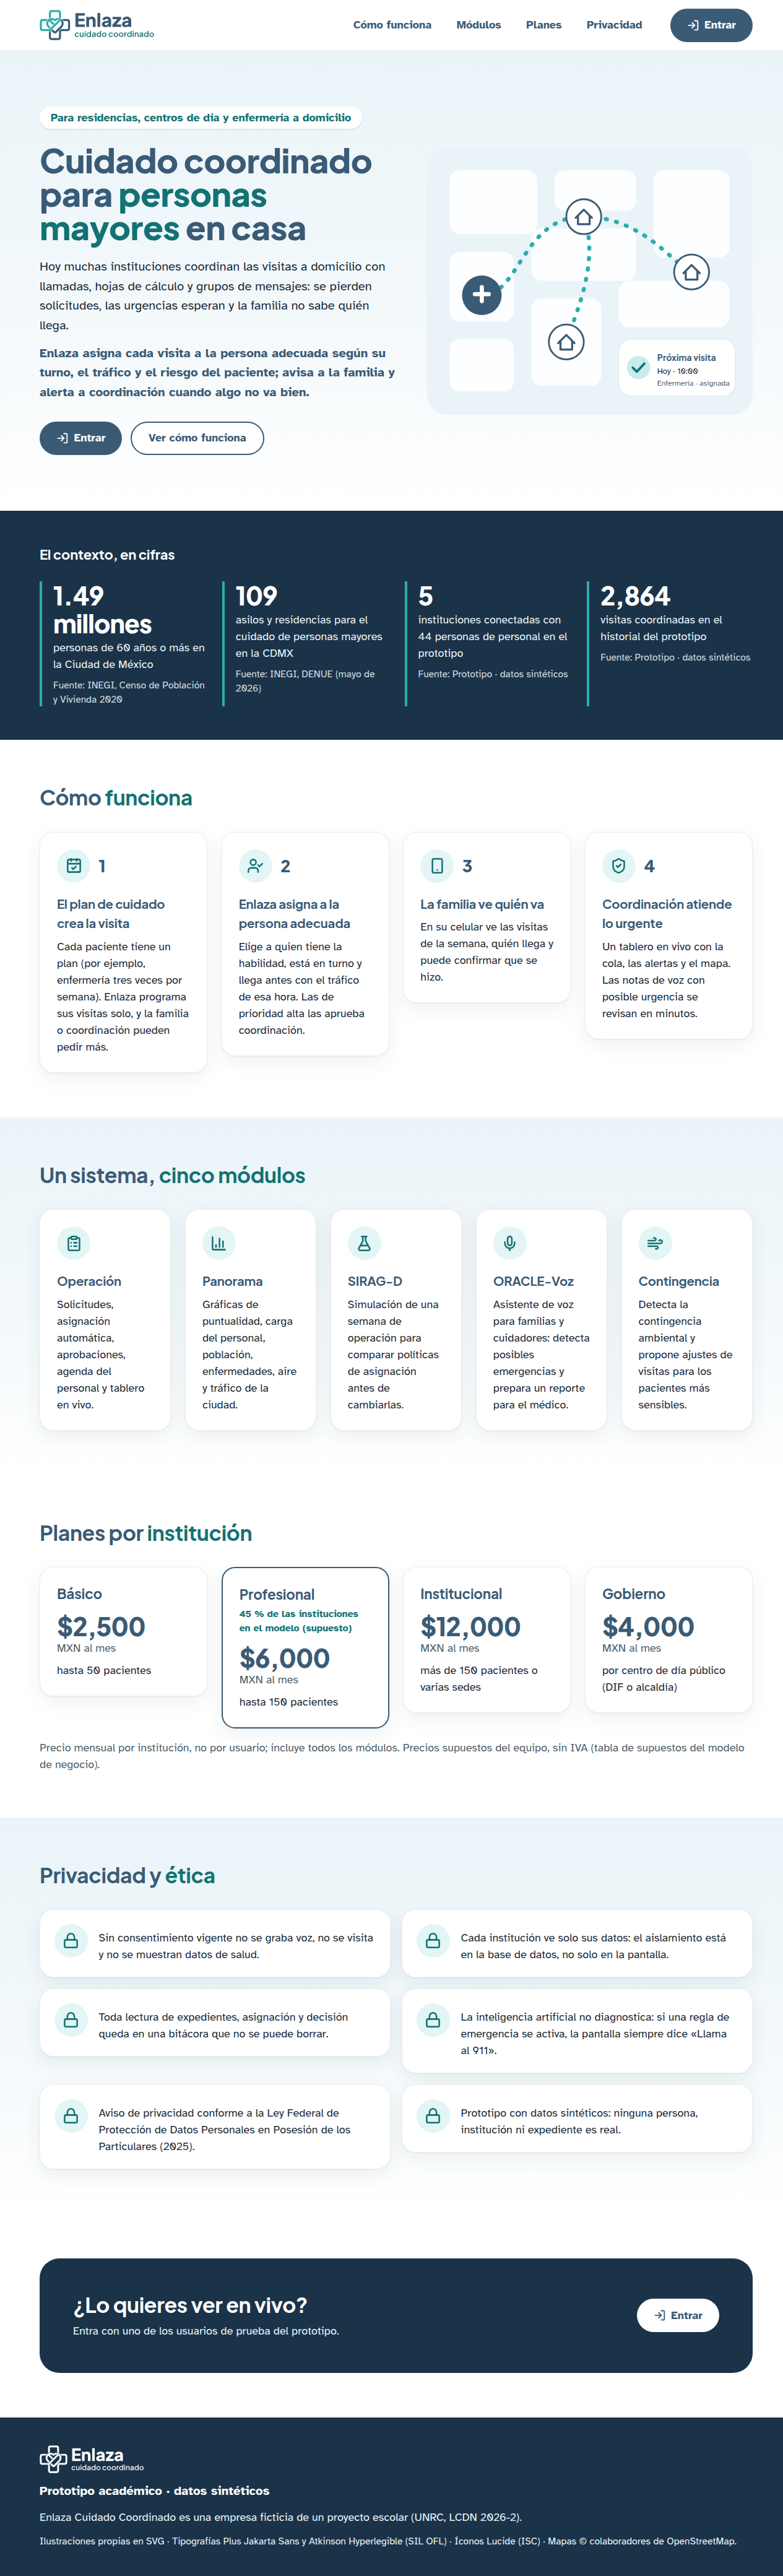 Enlaza
cuidado coordinado
Cómo funciona
Módulos
Planes
Privacidad
Entrar
Para residencias, centros de día y enfermería a domicilio
Cuidado coordinado
para personas
mayores en casa
Hoy muchas instituciones coordinan las visitas a domicilio con
llamadas, hojas de cálculo y grupos de mensajes: se pierden
solicitudes, las urgencias esperan y la familia no sabe quién
llega.
Enlaza asigna cada visita a la persona adecuada según su
turno, el tráfico y el riesgo del paciente; avisa a la familia y
alerta a coordinación cuando algo no va bien.
Entrar
Ver cómo funciona
Próxima visita
Hoy · 10:00
Enfermería · asignada
El contexto, en cifras
1.49
millones
personas de 60 años o más en
la Ciudad de México
Fuente: INEGI, Censo de Población
y Vivienda 2020
109
asilos y residencias para el
cuidado de personas mayores
en la CDMX
Fuente: INEGI, DENUE (mayo de
2026)
5
instituciones conectadas con
44 personas de personal en el
prototipo
Fuente: Prototipo · datos sintéticos
2,864
visitas coordinadas en el
historial del prototipo
Fuente: Prototipo · datos sintéticos
Cómo funciona
1
El plan de cuidado
crea la visita
Cada paciente tiene un
plan (por ejemplo,
enfermería tres veces por
semana). Enlaza programa
sus visitas solo, y la familia
o coordinación pueden
pedir más.
2
Enlaza asigna a la
persona adecuada
Elige a quien tiene la
habilidad, está en turno y
llega antes con el tráfico
de esa hora. Las de
prioridad alta las aprueba
coordinación.
3
La familia ve quién va
En su celular ve las visitas
de la semana, quién llega y
puede confirmar que se
hizo.
4
Coordinación atiende
lo urgente
Un tablero en vivo con la
cola, las alertas y el mapa.
Las notas de voz con
posible urgencia se
revisan en minutos.
Un sistema, cinco módulos
Operación
Solicitudes,
asignación
automática,
aprobaciones,
agenda del
personal y tablero
en vivo.
Panorama
Gráficas de
puntualidad, carga
del personal,
población,
enfermedades, aire
y tráfico de la
ciudad.
SIRAG-D
Simulación de una
semana de
operación para
comparar políticas
de asignación
antes de
cambiarlas.
ORACLE-Voz
Asistente de voz
para familias y
cuidadores: detecta
posibles
emergencias y
prepara un reporte
para el médico.
Contingencia
Detecta la
contingencia
ambiental y
propone ajustes de
visitas para los
pacientes más
sensibles.
Planes por institución
Básico
$2,500
MXN al mes
hasta 50 pacientes
Profesional
45 % de las instituciones
en el modelo (supuesto)
$6,000
MXN al mes
hasta 150 pacientes
Institucional
$12,000
MXN al mes
más de 150 pacientes o
varias sedes
Gobierno
$4,000
MXN al mes
por centro de día público
(DIF o alcaldía)
Precio mensual por institución, no por usuario; incluye todos los módulos. Precios supuestos del equipo, sin IVA (tabla de supuestos del modelo
de negocio).
Privacidad y ética
Sin consentimiento vigente no se graba voz, no se visita
y no se muestran datos de salud.
Cada institución ve solo sus datos: el aislamiento está
en la base de datos, no solo en la pantalla.
Toda lectura de expedientes, asignación y decisión
queda en una bitácora que no se puede borrar.
La inteligencia artificial no diagnostica: si una regla de
emergencia se activa, la pantalla siempre dice «Llama
al 911».
Aviso de privacidad conforme a la Ley Federal de
Protección de Datos Personales en Posesión de los
Particulares (2025).
Prototipo con datos sintéticos: ninguna persona,
institución ni expediente es real.
¿Lo quieres ver en vivo?
Entra con uno de los usuarios de prueba del prototipo.
Entrar
Enlaza
cuidado coordinado
Prototipo académico · datos sintéticos
Enlaza Cuidado Coordinado es una empresa ficticia de un proyecto escolar (UNRC, LCDN 2026-2).
Ilustraciones propias en SVG · Tipografías Plus Jakarta Sans y Atkinson Hyperlegible (SIL OFL) · Íconos Lucide (ISC) · Mapas © colaboradores de OpenStreetMap.